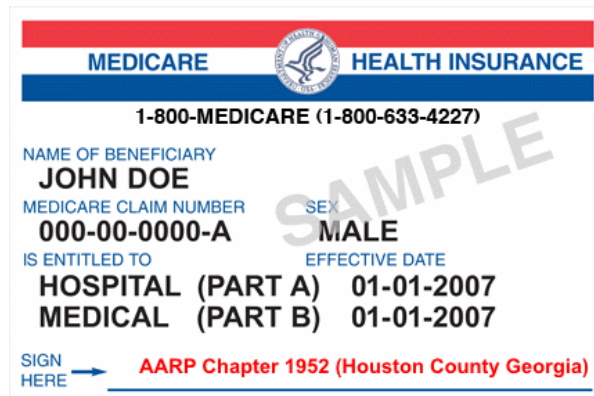 MEDICARE HEALTH INSURANCE
1-800-MEDICARE (1-800-633-4227)
SAMPLE
NAME OF BENEFICIARY
JOHN DOE
MEDICARE CLAIM NUMBER SEX
000-00-0000-A MALE
IS ENTITLED TO EFFECTIVE DATE
HOSPITAL (PART A) 01-01-2007
MEDICAL (PART B) 01-01-2007
SIGN
HERE
AARP Chapter 1952 (Houston County Georgia)